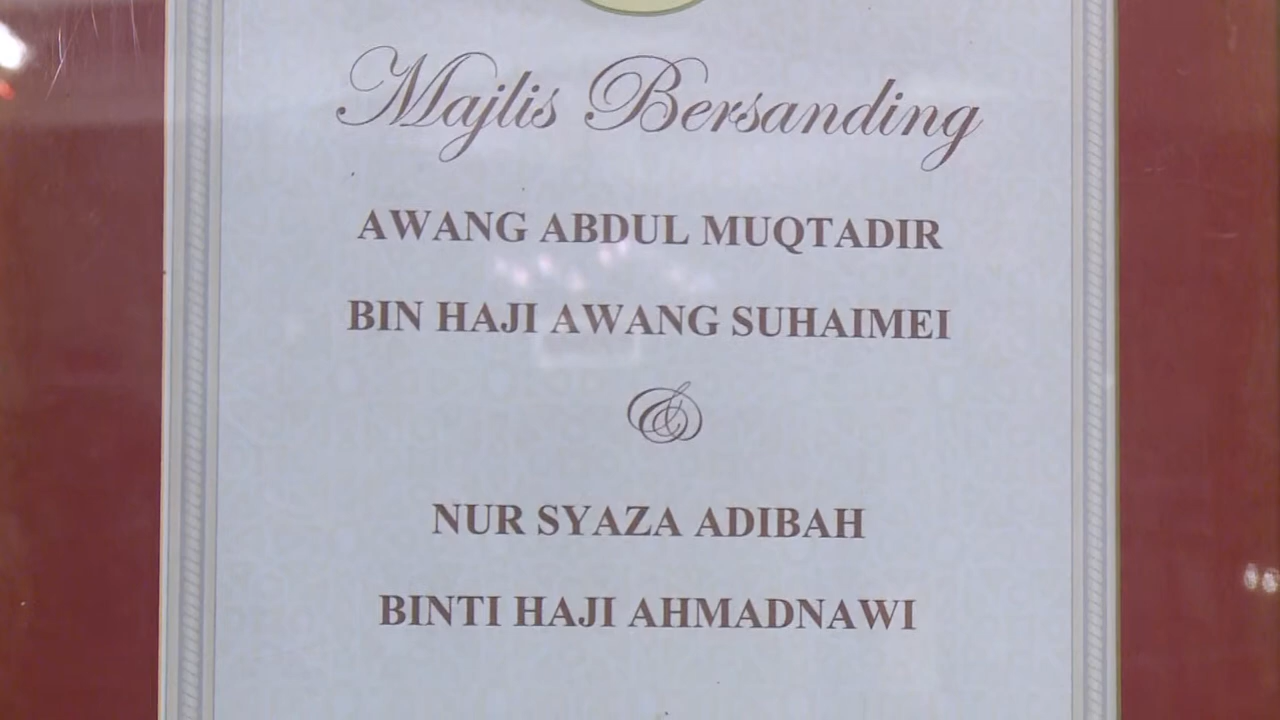 Majlis Bersanding
AWANG ABDUL MUQTADIR
BIN HAJI AWANG SUHAIMEI
&
NUR SYAZA ADIBAH
BINTI HAJI AHMADNAWI